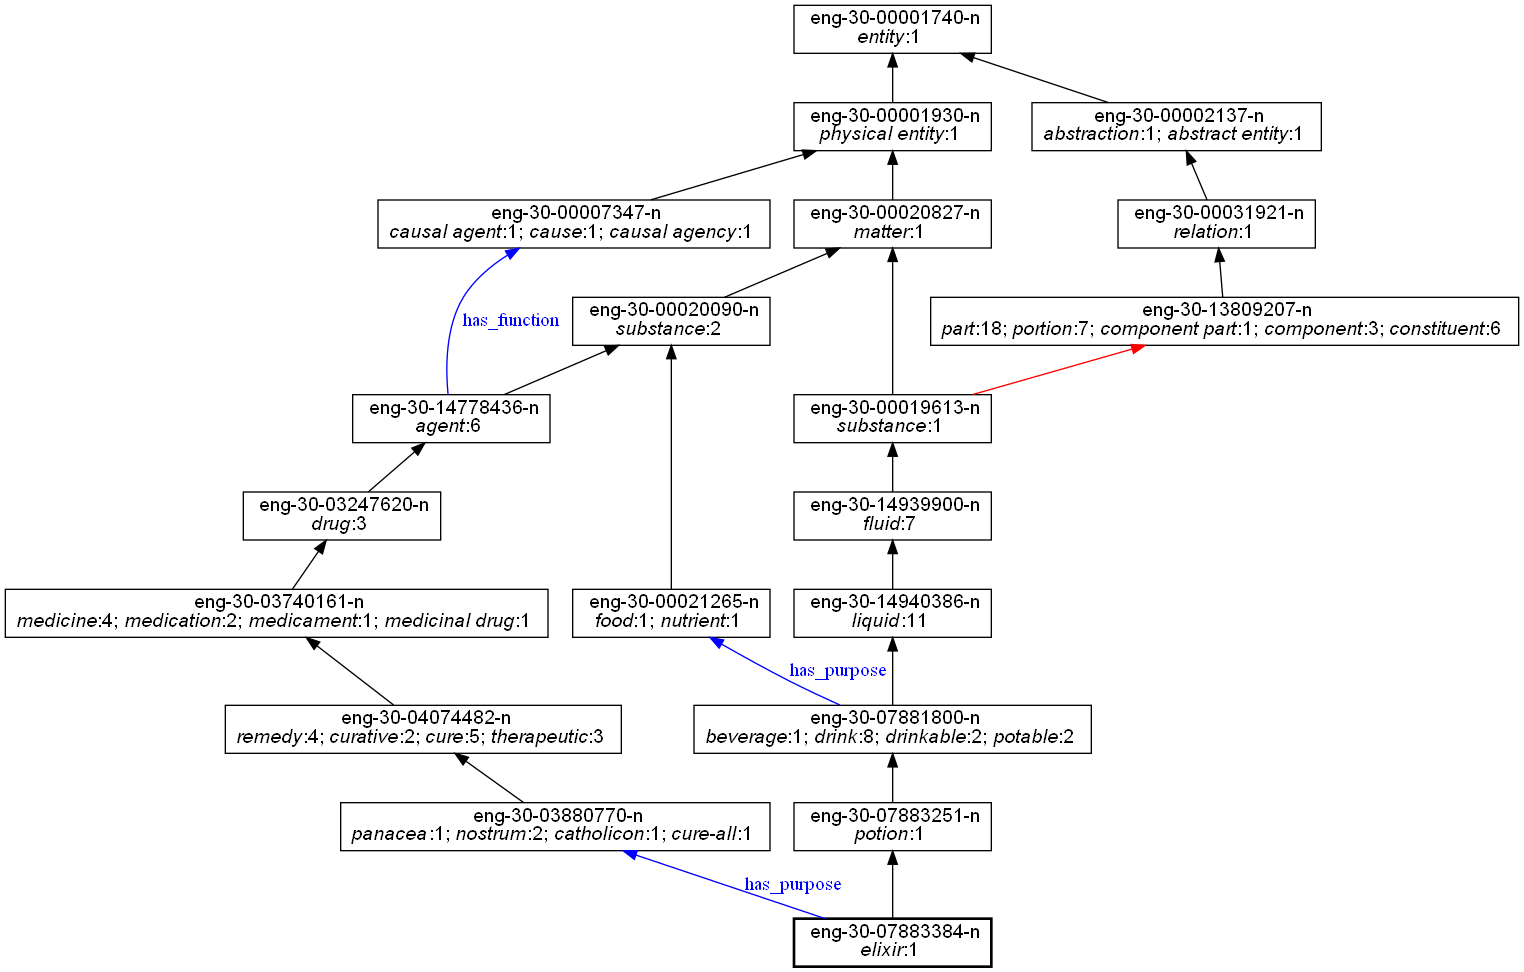 eng-30-00001740-n
entity:1
eng-30-00001930-n
physical entity:1
eng-30-00002137-n
abstraction:1; abstract entity:1
eng-30-00007347-n
causal agent:1; cause:1; causal agency:1
eng-30-00020827-n
matter:1
eng-30-00031921-n
relation:1
has_function
eng-30-00020090-n
substance:2
eng-30-13809207-n
part:18; portion:7; component part:1; component:3; constituent:6
eng-30-14778436-n
agent:6
eng-30-00019613-n
substance:1
eng-30-03247620-n
drug:3
eng-30-14939900-n
fluid:7
eng-30-03740161-n
medicine:4; medication:2; medicament:1; medicinal drug:1
eng-30-00021265-n
food:1; nutrient:1
eng-30-14940386-n
liquid:11
has_purpose
eng-30-04074482-n
remedy:4; curative:2; cure:5; therapeutic:3
eng-30-07881800-n
beverage:1; drink:8; drinkable:2; potable:2
eng-30-03880770-n
panacea:1; nostrum:2; catholicon:1; cure-all:1
eng-30-07883251-n
potion:1
has_purpose
eng-30-07883384-n
elixir:1